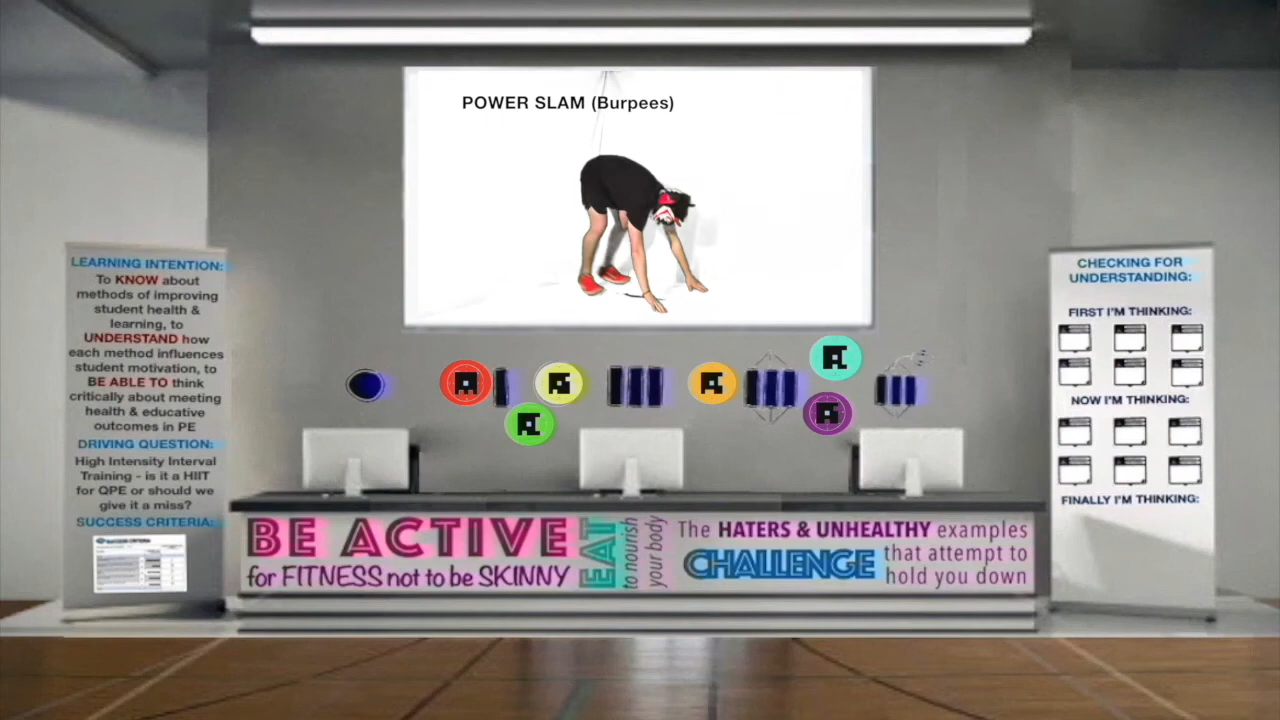 POWER SLAM (Burpees)
LEARNING INTENTION:
To KNOW about
methods of improving
student health &
learning, to
UNDERSTAND how
each method influences
student motivation, to
BE ABLE TO think
critically about meeting
health & educative
outcomes in PE
DRIVING QUESTION:
High Intensity Interval
Training - is it a HIIT
for QPE or should we
give it a miss?
SUCCESS CRITERIA:
SUCCESS CRITERIA
CHECKING FOR
UNDERSTANDING:
FIRST I'M THINKING:
NOW I'M THINKING:
FINALLY I'M THINKING:
BE ACTIVE
for FITNESS not to be SKINNY
EAT
to nourish
your body
The HATERS & UNHEALTHY examples
CHALLENGE that attempt to
hold you down